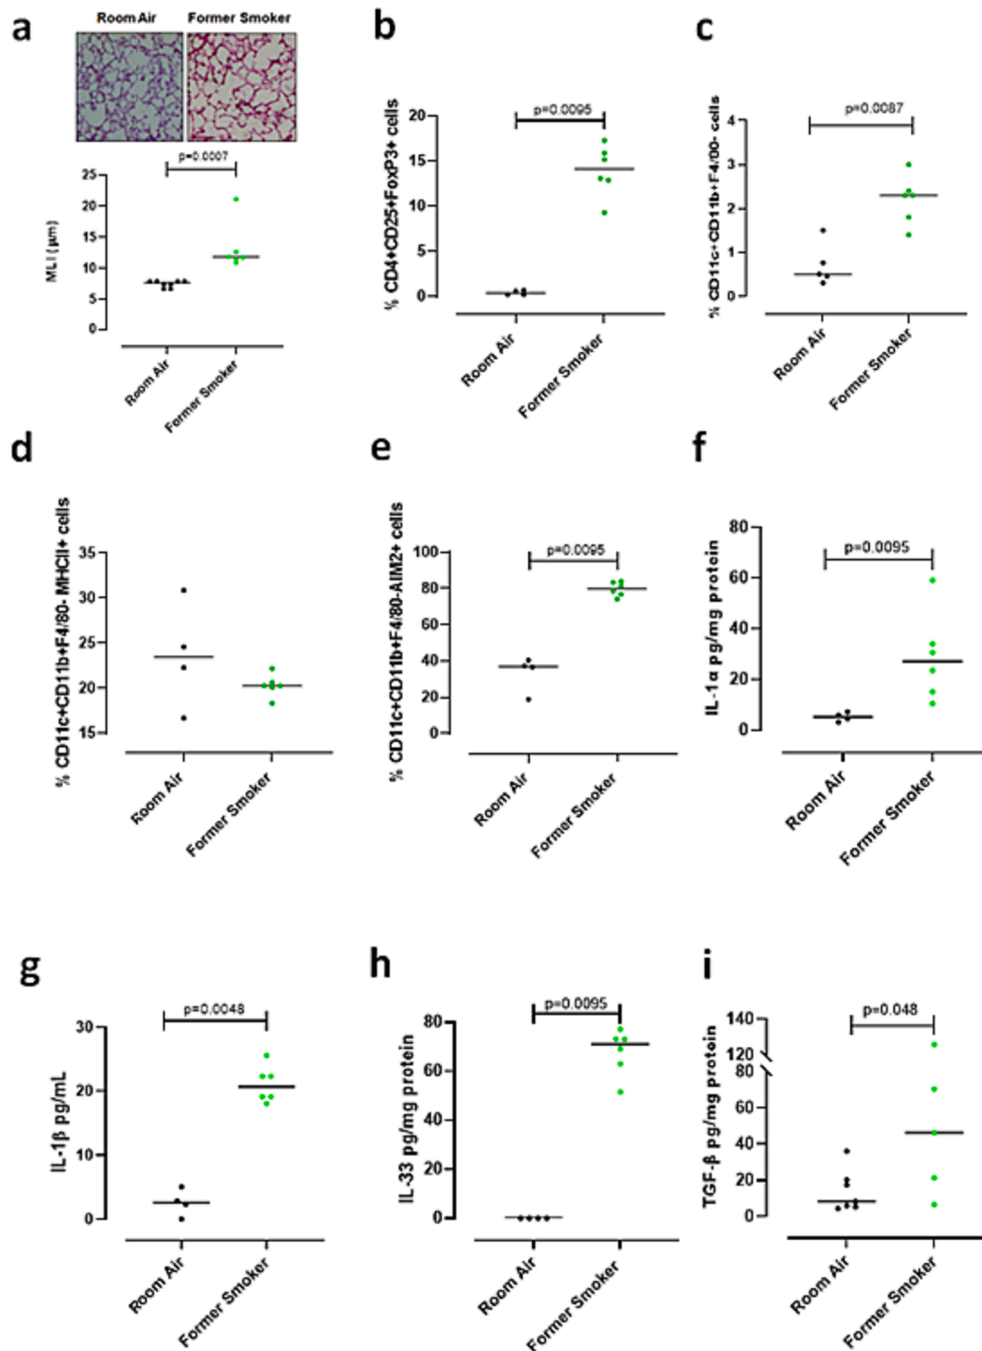 a
Room Air Former Smoker
p=0.0007
25
20
15
10
5
0
MLI (µm)
Room Air
Former Smoker
b
p=0.0095
20
15
10
5
0
% CD4+CD25+FoxP3+ cells
Room Air
Former Smoker
c
p=0.0087
4
3
2
1
0
% CD11c+CD11b+F4/00- cells
Room Air
Former Smoker
d
35
30
25
20
15
% CD11c+CD11b+F4/80- MHCII+ cells
Room Air
Former Smoker
e
p=0.0095
100
80
60
40
20
0
% CD11c+CD11b+F4/80-AIM2+ cells
Room Air
Former Smoker
f
p=0.0095
80
60
40
20
0
IL-1α pg/mg protein
Room Air
Former Smoker
g
p=0.0048
30
20
10
0
IL-1β pg/mL
Room Air
Former Smoker
h
p=0.0095
80
60
40
20
0
IL-33 pg/mg protein
Room Air
Former Smoker
i
p=0.048
140
120
80
60
40
20
0
TGF-β pg/mg protein
Room Air
Former Smoker